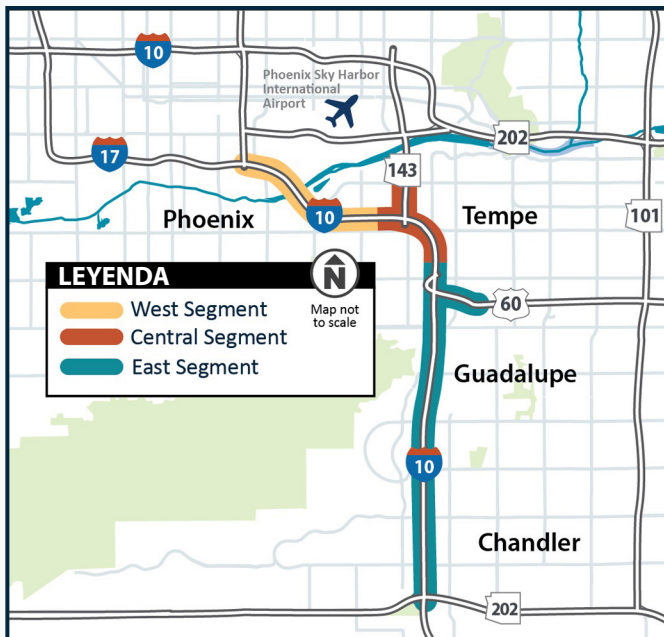 10
Phoenix Sky Harbor
International
Airport
202
17
143
101
Phoenix
10
Tempe
LEYENDA
N
West Segment
Map not
to scale
Central Segment
East Segment
60
Guadalupe
10
Chandler
202